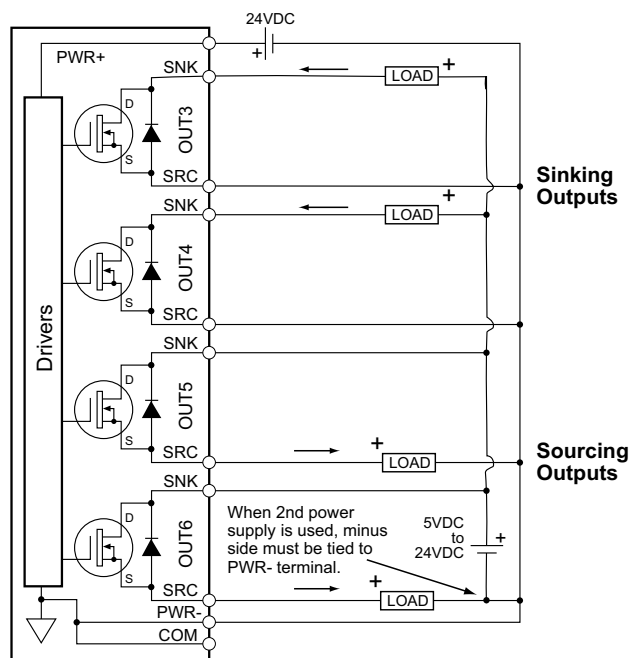 24VDC
+
PWR+
SNK
LOAD
+
D
S
OUT3
SRC
Sinking
Outputs
SNK
LOAD
+
D
S
OUT4
SRC
Drivers
SNK
D
S
OUT5
SRC
+
LOAD
Sourcing
Outputs
SNK
D
S
OUT6
When 2nd power
supply is used, minus
side must be tied to
PWR- terminal.
5VDC
to
24VDC
+
SRC
+
LOAD
PWR-
COM